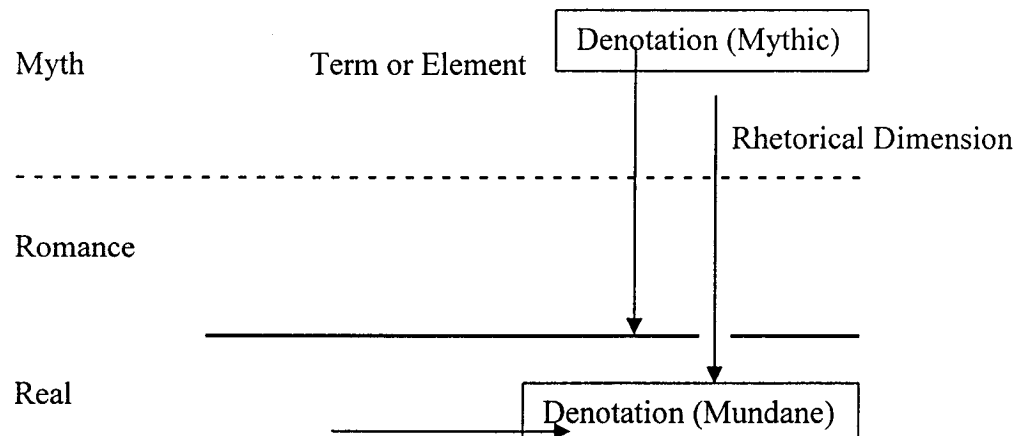 Denotation (Mythic)
Myth
Term or Element
Rhetorical Dimension
Romance
Real
Denotation (Mundane)